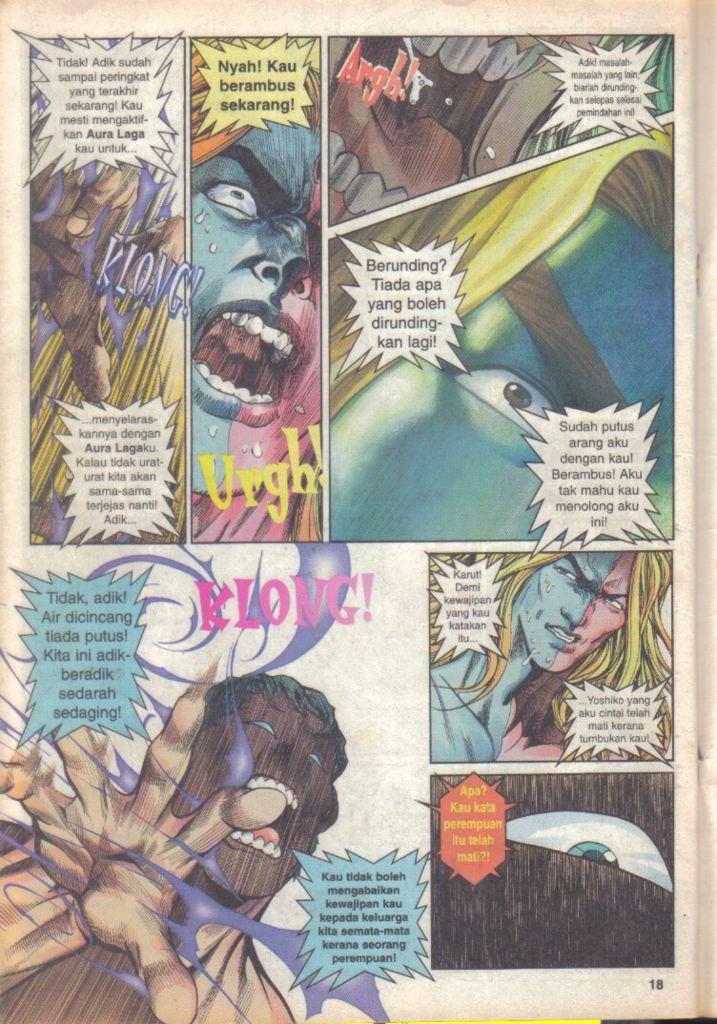 Tidak! Adik sudah
sampai peringkat
yang terakhir
sekarang! Kau
mesti mengaktif-
kan Aura Laga
kau untuk...
KLONG!
...menyelaras-
kannya dengan
Aura Lagaku.
Kalau tidak urat-
urat kita akan
sama-sama
terjejas nanti!
Adik...
Nyah! Kau
berambus
sekarang!
Urgh!
Argh!!
Adik! masalah-
masalah yang lain,
biarlah dirunding-
kan selepas selesai
pemindahan ini!
Berunding?
Tiada apa
yang boleh
dirunding-
kan lagi!
Sudah putus
arang aku
dengan kau!
Berambus! Aku
tak mahu kau
menolong aku
ini!
Tidak, adik!
Air dicincang
tiada putus!
Kita ini adik-
beradik
sedarah
sedaging!
KLONG!
Kau tidak boleh
mengabaikan
kewajipan kau
kepada keluarga
kita semata-mata
kerana seorang
perempuan!
Karut!
Demi
kewajipan
yang kau
katakan
itu...
...Yoshiko yang
aku cintai telah
mati kerana
tumbukan kau!
Apa?
Kau kata
perempuan
itu telah
mati?!
18